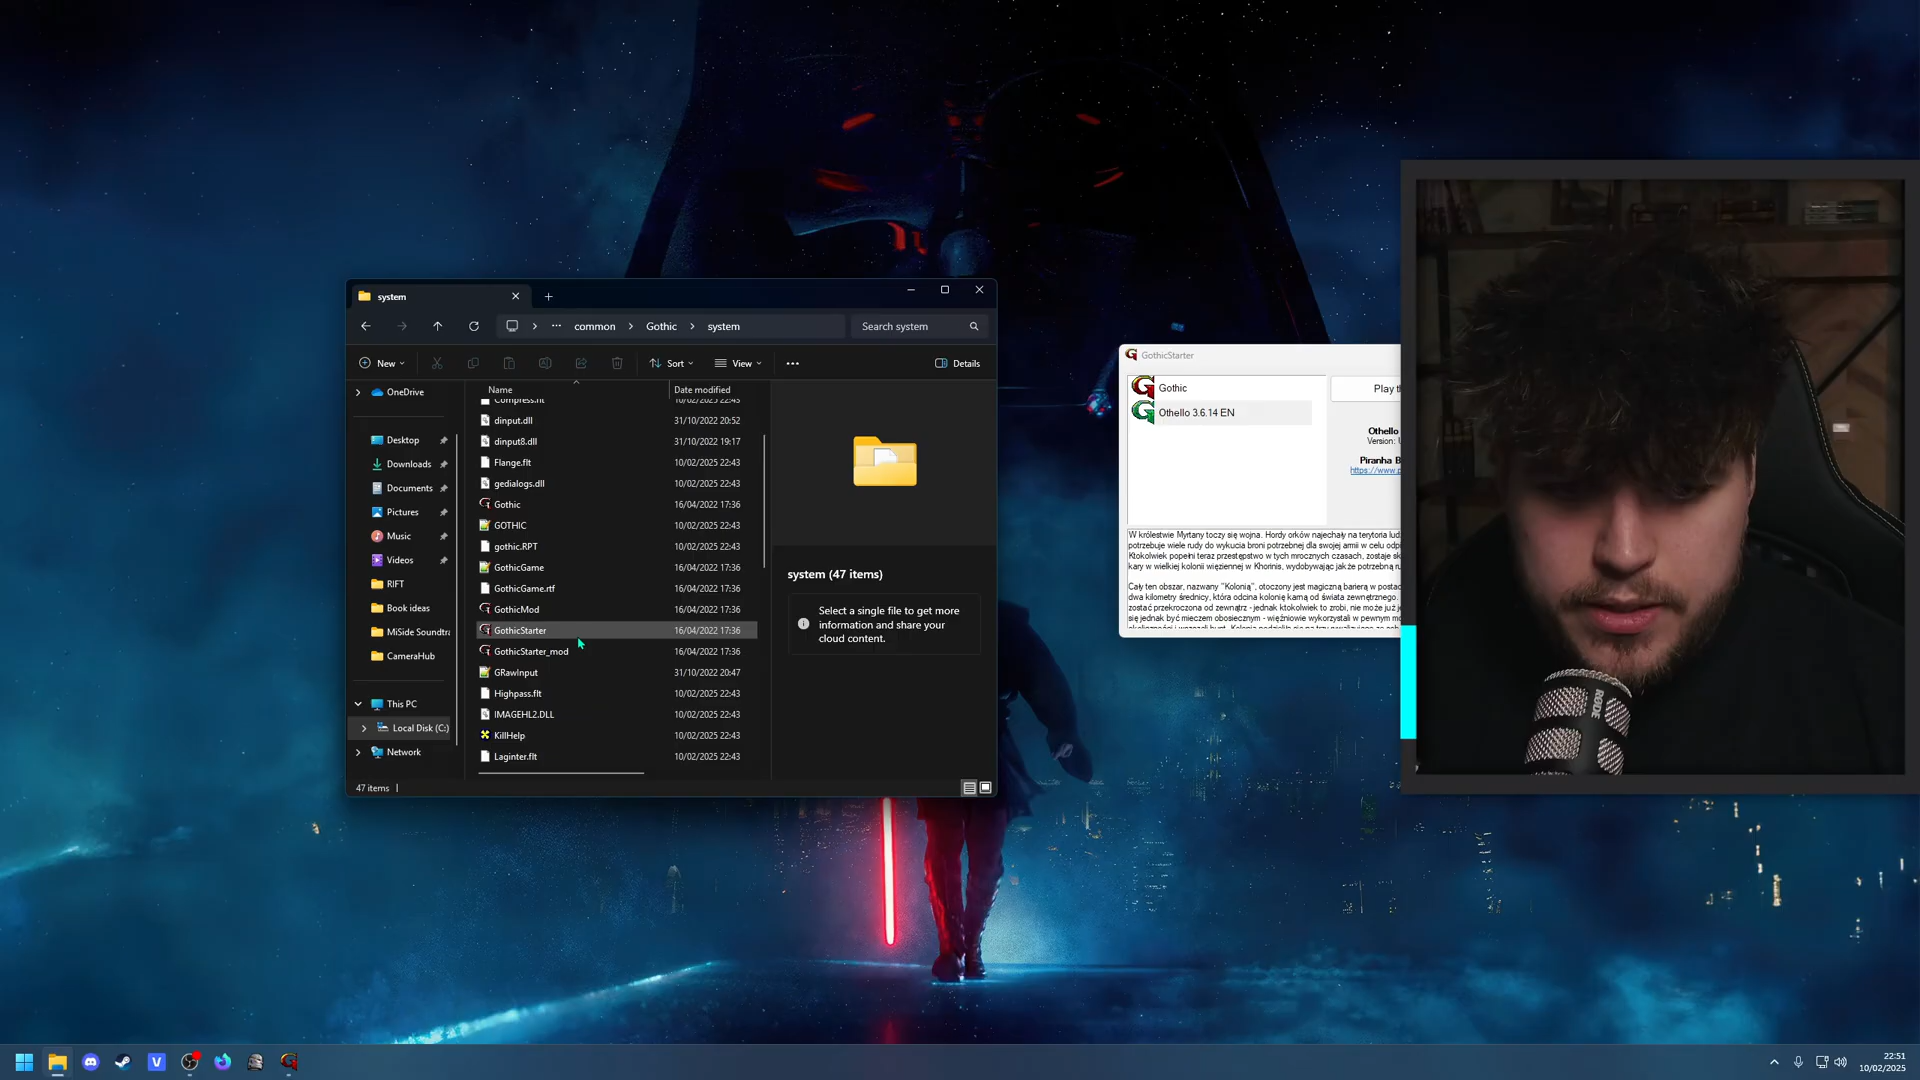 system
common
Gothic
system
Search system
New
Sort
View
Details
OneDrive
Desktop
Downloads
Documents
Pictures
Music
Videos
RIFT
Book ideas
MiSide Soundtra
CameraHub
This PC
Local Disk (C:)
Network
Name Date modified
Compress.flt 10/02/2025 22:43
dinput.dll 31/10/2022 20:52
dinput8.dll 31/10/2022 19:17
Flange.flt 10/02/2025 22:43
gedialogs.dll 10/02/2025 22:43
Gothic 16/04/2022 17:36
GOTHIC 10/02/2025 22:43
gothic.RPT 10/02/2025 22:43
GothicGame 16/04/2022 17:36
GothicGame.rtf 16/04/2022 17:36
GothicMod 16/04/2022 17:36
GothicStarter 16/04/2022 17:36
GothicStarter_mod 16/04/2022 17:36
GRawInput 31/10/2022 20:47
Highpass.flt 10/02/2025 22:43
IMAGEHL2.DLL 10/02/2025 22:43
KillHelp 10/02/2025 22:43
Laginter.flt 10/02/2025 22:43
system (47 items)
Select a single file to get more
information and share your
cloud content.
47 items
GothicStarter
Gothic
Othello 3.6.14 EN
Play th
Othello
Version: U
Piranha B
https://www.p
W królestwie Myrtany toczy się wojna. Hordy orków najechały na terytoria lud
potrzebuje wiele rudy do wykucia broni potrzebnej dla swojej armii w celu odp
Ktokolwiek popełni teraz przestępstwo w tych mrocznych czasach, zostaje sk
kary w wielkiej kolonii więziennej w Khorinis, wydobywając jak że potrzebną ru
Cały ten obszar, nazwany "Kolonią", otoczony jest magiczną barierą w postac
dwa kilometry średnicy, która odcina kolonię karną od świata zewnętrznego.
zostać przekroczona od zewnątrz - jednak ktokolwiek to zrobi, nie może już je
się jednak być mieczem obosiecznym - więźniowie wykorzystali w pewnym mo
RØDE
22:51
10/02/2025